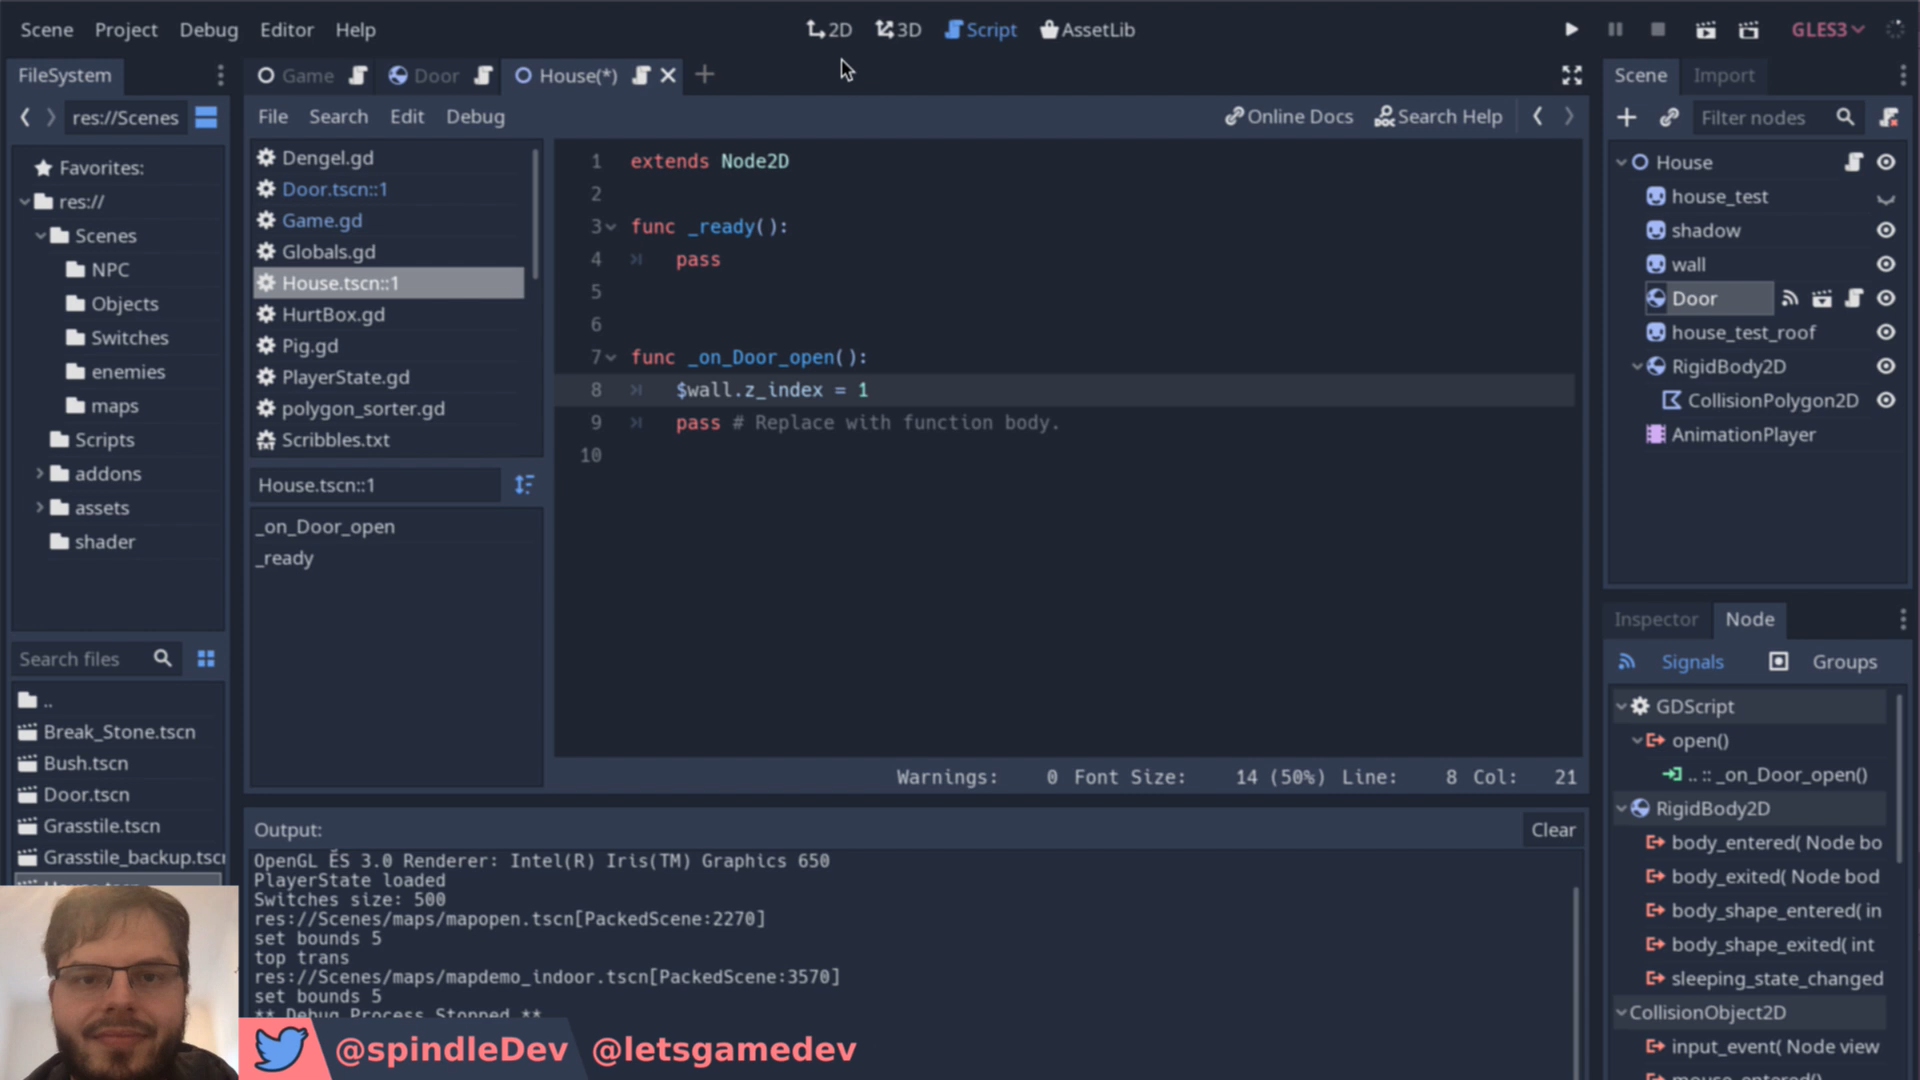 Scene Project Debug Editor Help
2D 3D Script AssetLib
GLES3
FileSystem
Game Door House(*)
Scene Import
res://Scenes
File Search Edit Debug
Online Docs Search Help
Filter nodes
Favorites:
res://
Scenes
NPC
Objects
Switches
enemies
maps
Scripts
addons
assets
shader
Search files
..
Break_Stone.tscn
Bush.tscn
Door.tscn
Grasstile.tscn
Grasstile_backup.tscn
Dengel.gd
Door.tscn::1
Game.gd
Globals.gd
House.tscn::1
HurtBox.gd
Pig.gd
PlayerState.gd
polygon_sorter.gd
Scribbles.txt
House.tscn::1
_on_Door_open
_ready
1 extends Node2D
2
3 func _ready():
4 pass
5
6
7 func _on_Door_open():
8 $wall.z_index = 1
9 pass # Replace with function body.
10
Warnings: 0 Font Size: 14 (50%) Line: 8 Col: 21
Output:
Clear
OpenGL ES 3.0 Renderer: Intel(R) Iris(TM) Graphics 650
PlayerState loaded
Switches size: 500
res://Scenes/maps/mapopen.tscn[PackedScene:2270]
set bounds 5
top trans
res://Scenes/maps/mapdemo_indoor.tscn[PackedScene:3570]
set bounds 5
** Debug Process Stopped **
@spindleDev @letsgamedev
House
house_test
shadow
wall
Door
house_test_roof
RigidBody2D
CollisionPolygon2D
AnimationPlayer
Inspector Node
Signals Groups
GDScript
open()
.. :: _on_Door_open()
RigidBody2D
body_entered( Node bo
body_exited( Node bod
body_shape_entered( in
body_shape_exited( int
sleeping_state_changed
CollisionObject2D
input_event( Node view
mouse_entered()